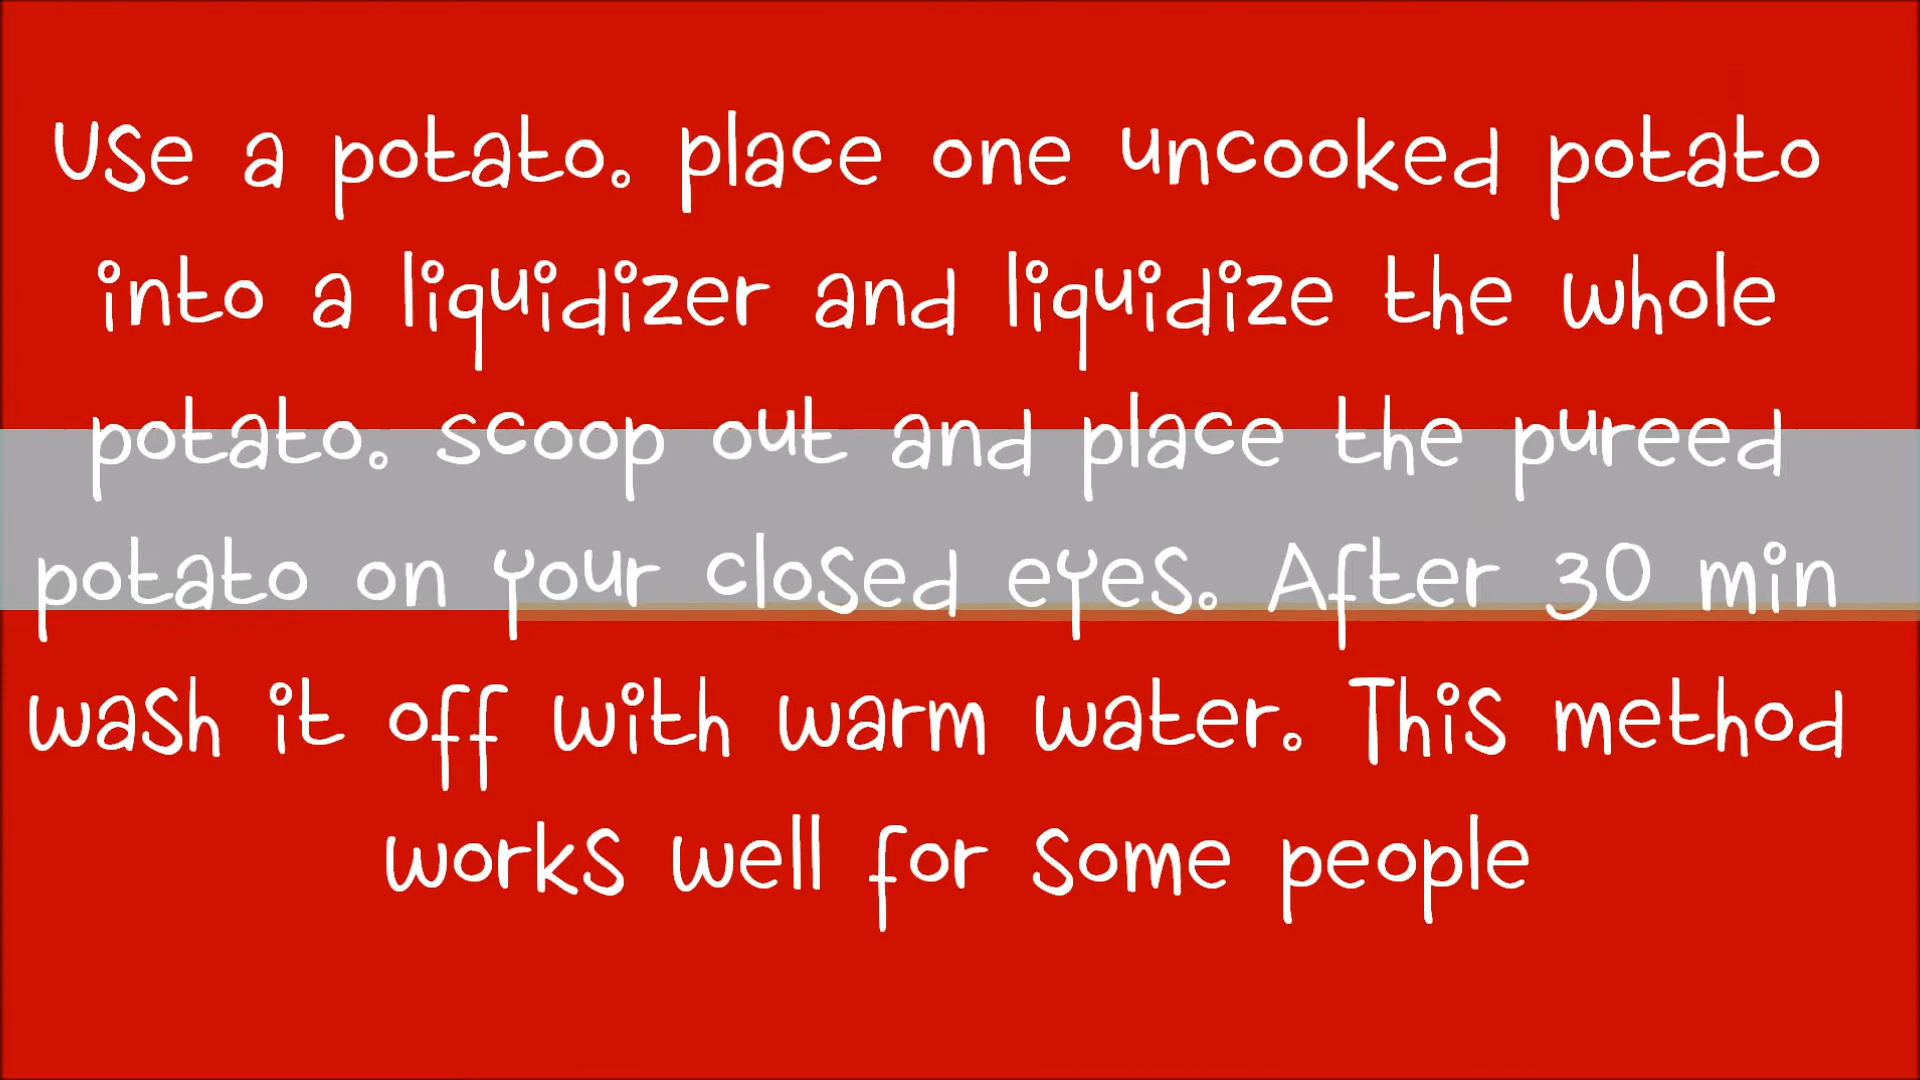 Use a potato. place one uncooked potato
into a liquidizer and liquidize the whole
potato. scoop out and place the pureed
potato on your closed eyes. After 30 min
wash it off with warm water. This method
works well for some people